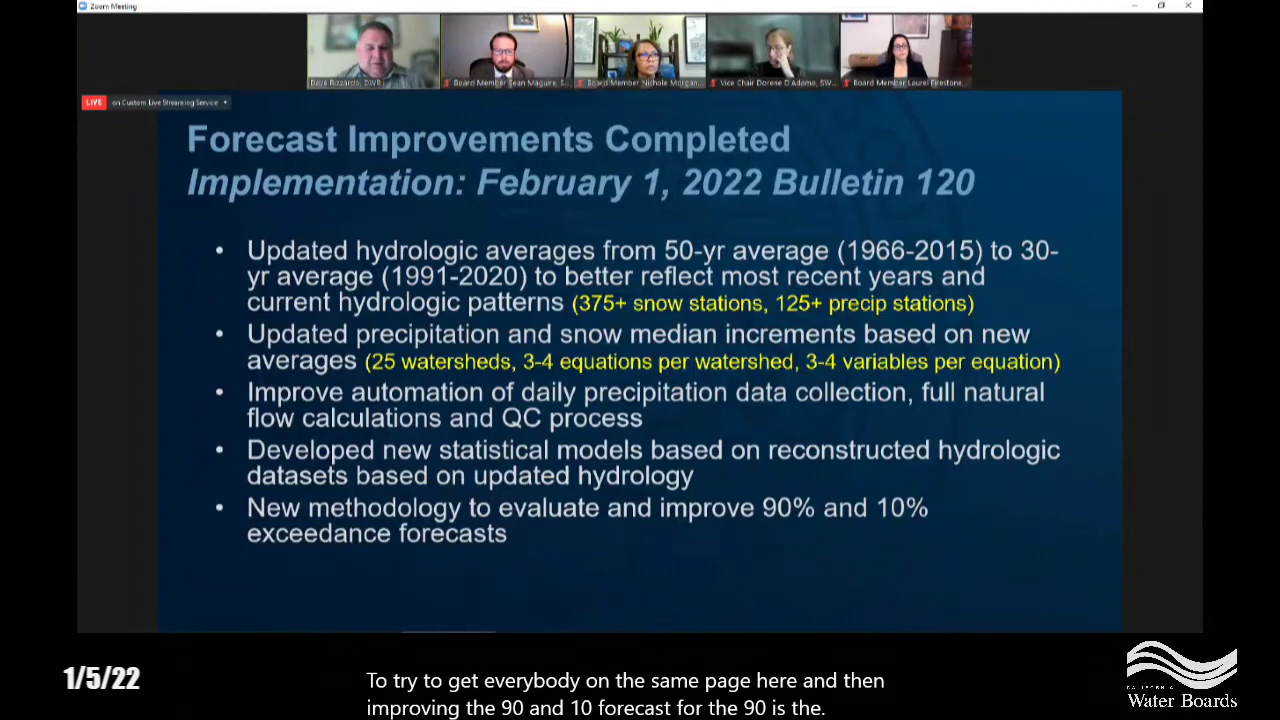 Zoom Meeting
Dave Rizzardo, DWR
Board Member Sean Maguire, S...
Board Member Nichole Morgan...
Vice Chair Dorene D'Adamo, SW...
Board Member Laurel Firestone,...
LIVE on Custom Live Streaming Service
Forecast Improvements Completed
Implementation: February 1, 2022 Bulletin 120
• Updated hydrologic averages from 50-yr average (1966-2015) to 30-
yr average (1991-2020) to better reflect most recent years and
current hydrologic patterns (375+ snow stations, 125+ precip stations)
• Updated precipitation and snow median increments based on new
averages (25 watersheds, 3-4 equations per watershed, 3-4 variables per equation)
• Improve automation of daily precipitation data collection, full natural
flow calculations and QC process
• Developed new statistical models based on reconstructed hydrologic
datasets based on updated hydrology
• New methodology to evaluate and improve 90% and 10%
exceedance forecasts
1/5/22
To try to get everybody on the same page here and then
improving the 90 and 10 forecast for the 90 is the.
CALIFORNIA
Water Boards